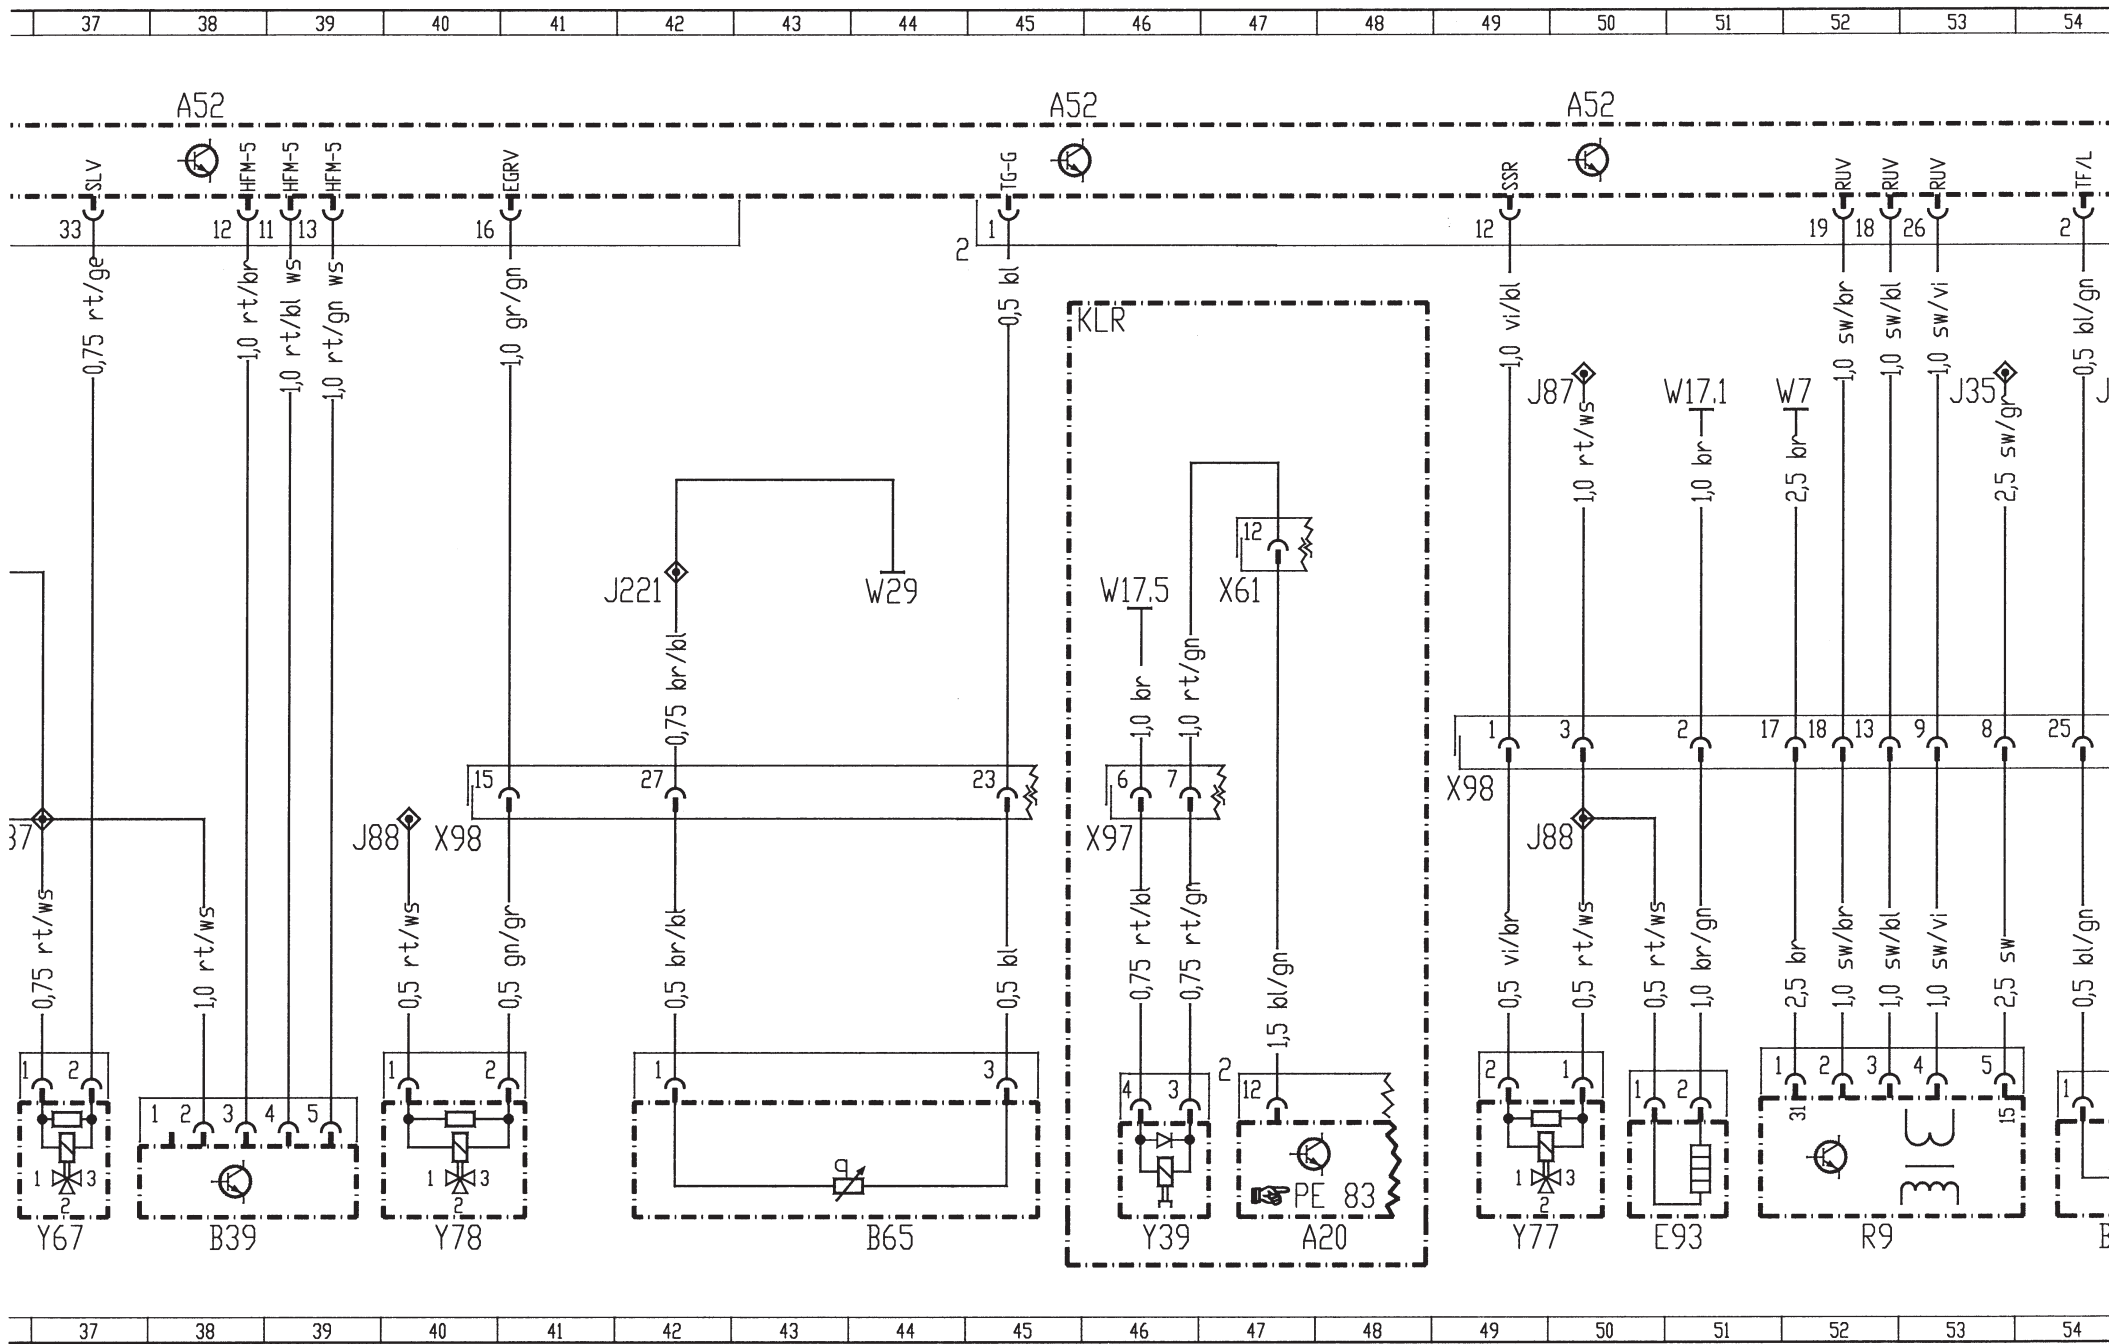 37 38 39 40 41 42 43 44 45 46 47 48 49 50 51 52 53 54
A52 A52 A52
SLV HFM-5 HFM-5 HFM-5 EGRV TG-G SSR RUV RUV RUV TF/L
33 12 11 13 16 1 12 19 18 26 2
2
0,75 rt/ge 1,0 rt/br 1,0 rt/bl ws 1,0 rt/gn ws 1,0 gr/gn 0,5 bl 1,0 vi/bl 1,0 sw/br 1,0 sw/bl 1,0 sw/vi 0,5 bl/gn
KLR
J87 W17.1 W7 J35 J
1,0 rt/ws 1,0 br 2,5 br 2,5 sw/gr
12
J221 W29 W17.5 X61
0,75 br/bl 1,0 br 1,0 rt/gn
1 3 2 17 18 13 9 8 25
15 27 23 6 7
X98
37 J88 X98 X97 J88
0,75 rt/ws 1,0 rt/ws 0,5 rt/ws 0,5 gn/gr 0,5 br/bl 0,5 bl 0,75 rt/bl 0,75 rt/gn 1,5 bl/gn 0,5 vi/br 0,5 rt/ws 0,5 rt/ws 1,0 br/gn 2,5 br 1,0 sw/br 1,0 sw/bl 1,0 sw/vi 2,5 sw 0,5 bl/gn
1 2 1 2 1 3 2 2 1 1 2 3 4 5
4 3 12 1 2 1
1 2 3 4 5 31 15
1 3 1 3 q 1 3
2 2 PE 83 2
Y67 B39 Y78 B65 Y39 A20 Y77 E93 R9 B
37 38 39 40 41 42 43 44 45 46 47 48 49 50 51 52 53 54